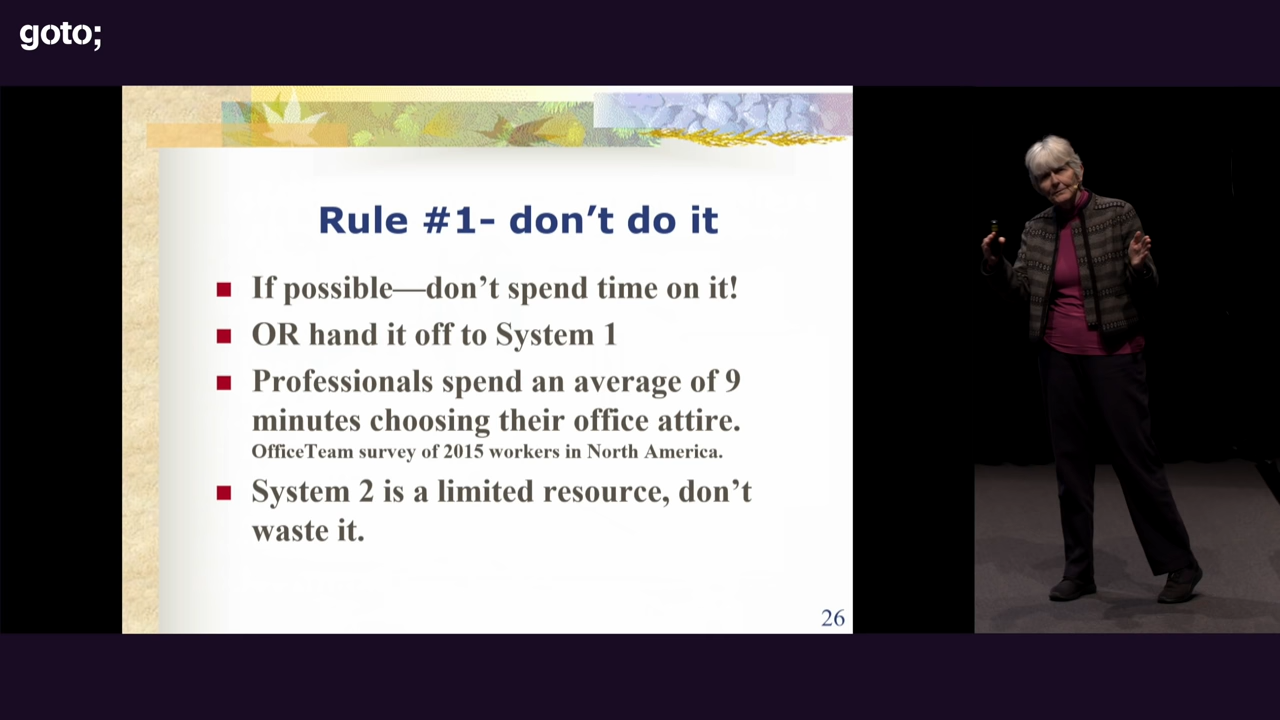 goto;
Rule #1- don’t do it
If possible—don’t spend time on it!
OR hand it off to System 1
Professionals spend an average of 9
minutes choosing their office attire.
OfficeTeam survey of 2015 workers in North America.
System 2 is a limited resource, don’t
waste it.
26